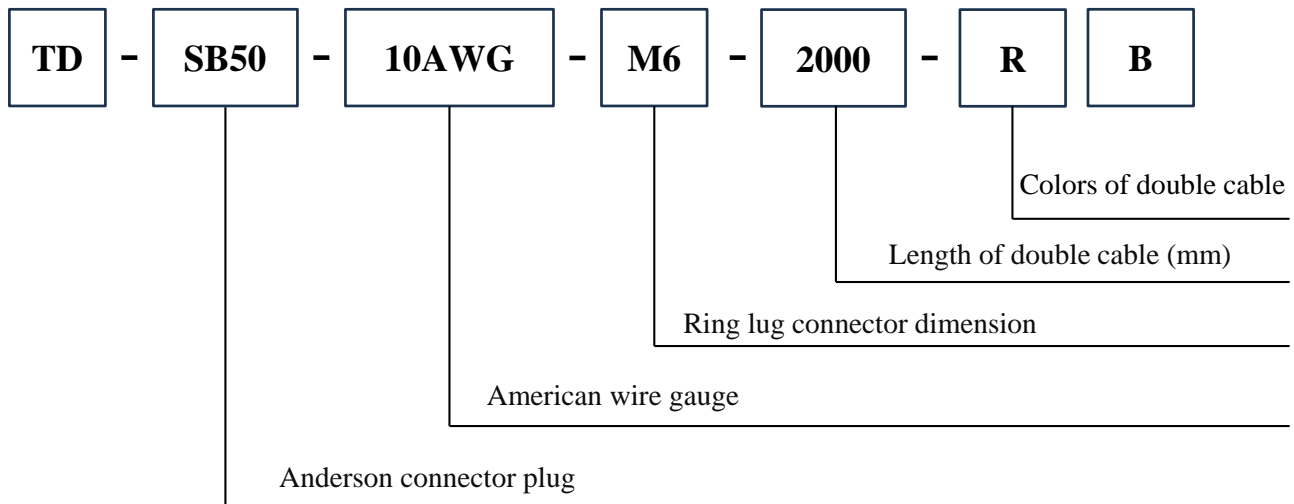 TD - SB50 - 10AWG - M6 - 2000 - R B
Colors of double cable
Length of double cable (mm)
Ring lug connector dimension
American wire gauge
Anderson connector plug